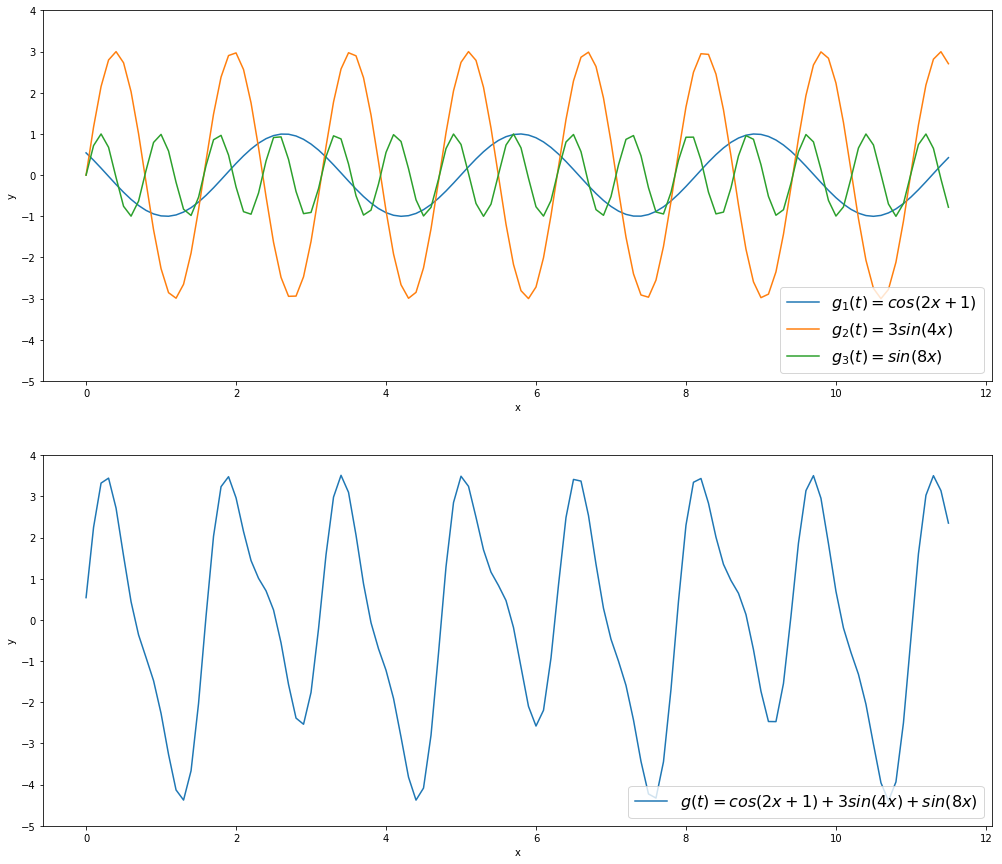 4
3
2
1
0
−1
−2
−3
−4
−5
y
g₁(t) = cos(2x + 1)
g₂(t) = 3sin(4x)
g₃(t) = sin(8x)
0 2 4 6 8 10 12
x
4
3
2
1
0
−1
−2
−3
−4
−5
y
g(t) = cos(2x + 1) + 3sin(4x) + sin(8x)
0 2 4 6 8 10 12
x